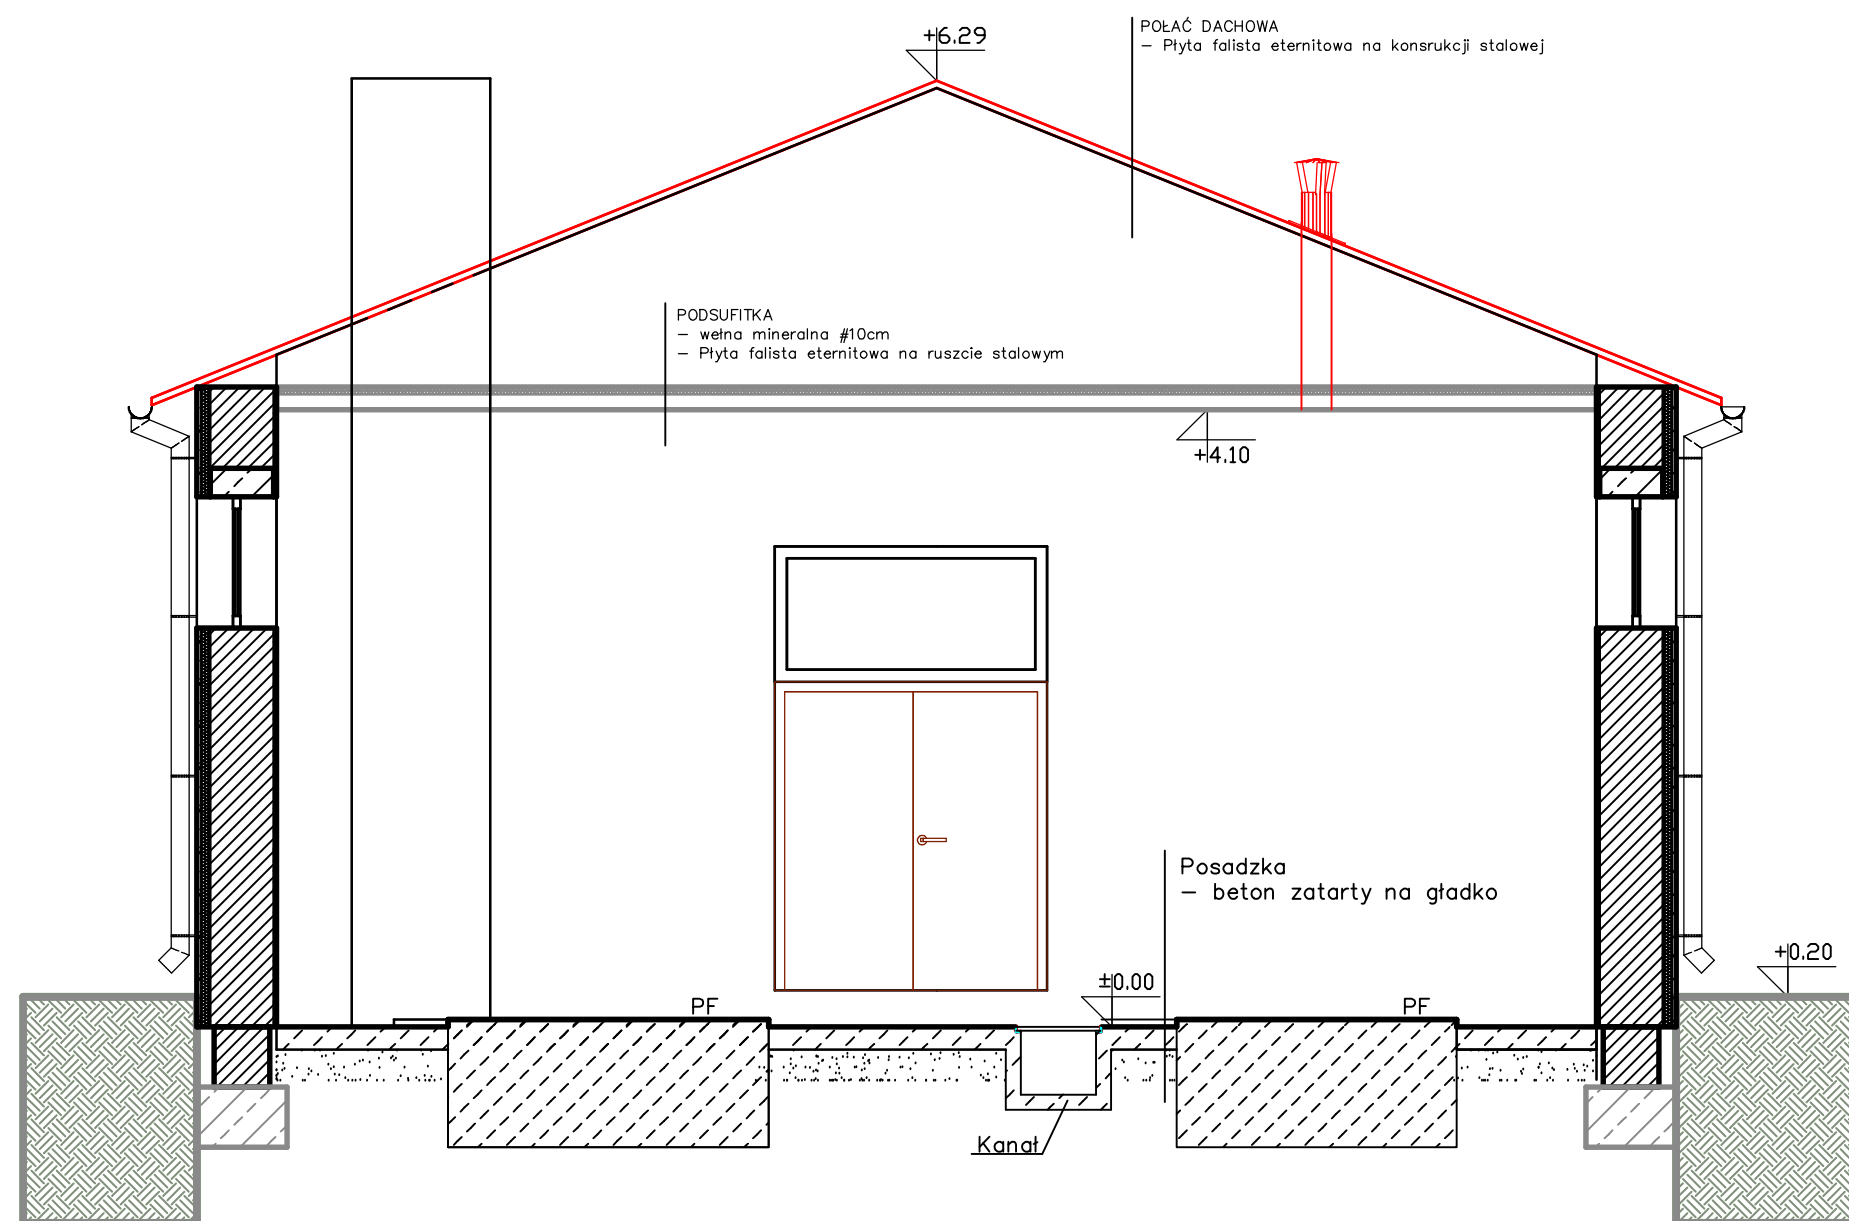 +6.29
POŁAĆ DACHOWA
– Płyta falista eternitowa na konsrukcji stalowej
PODSUFITKA
– wełna mineralna #10cm
– Płyta falista eternitowa na ruszcie stalowym
+4.10
Posadzka
– beton zatarty na gładko
+0.20
±0.00
PF
PF
Kanał